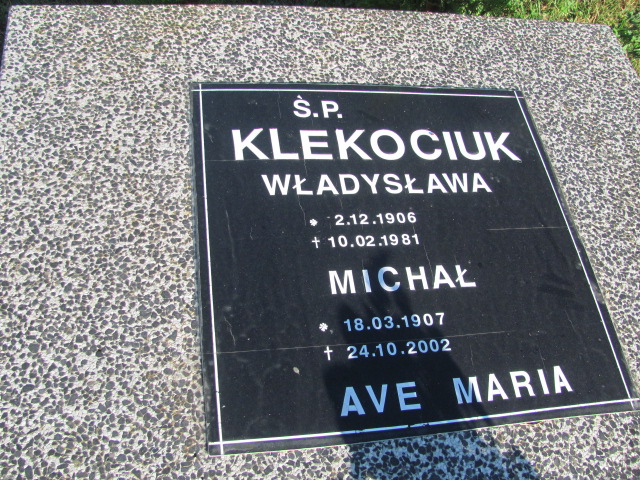 Ś.P.
KLEKOCIUK
WŁADYSŁAWA
* 2.12.1906
† 10.02.1981
MICHAŁ
* 18.03.1907
† 24.10.2002
AVE MARIA